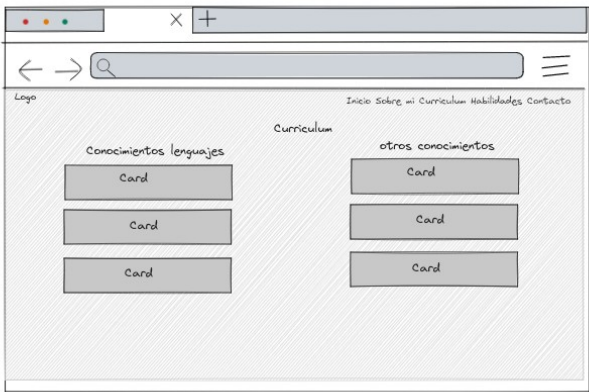 Logo
Inicio Sobre mi Curriculum Habilidades Contacto
Curriculum
Conocimientos lenguajes
Card
Card
Card
otros conocimientos
Card
Card
Card